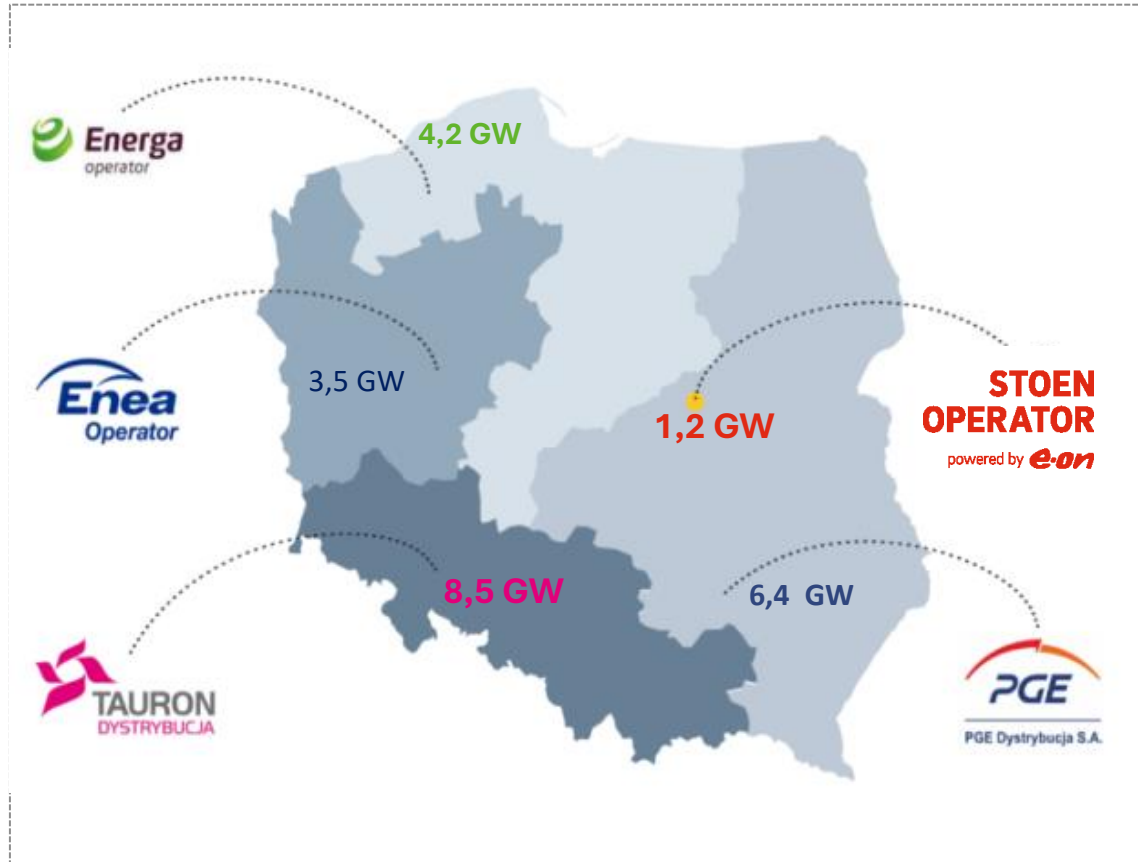 Energa
operator
4,2 GW
Enea
Operator
3,5 GW
1,2 GW
STOEN
OPERATOR
powered by e·on
8,5 GW
6,4 GW
TAURON
DYSTRYBUCJA
PGE
PGE Dystrybucja S.A.